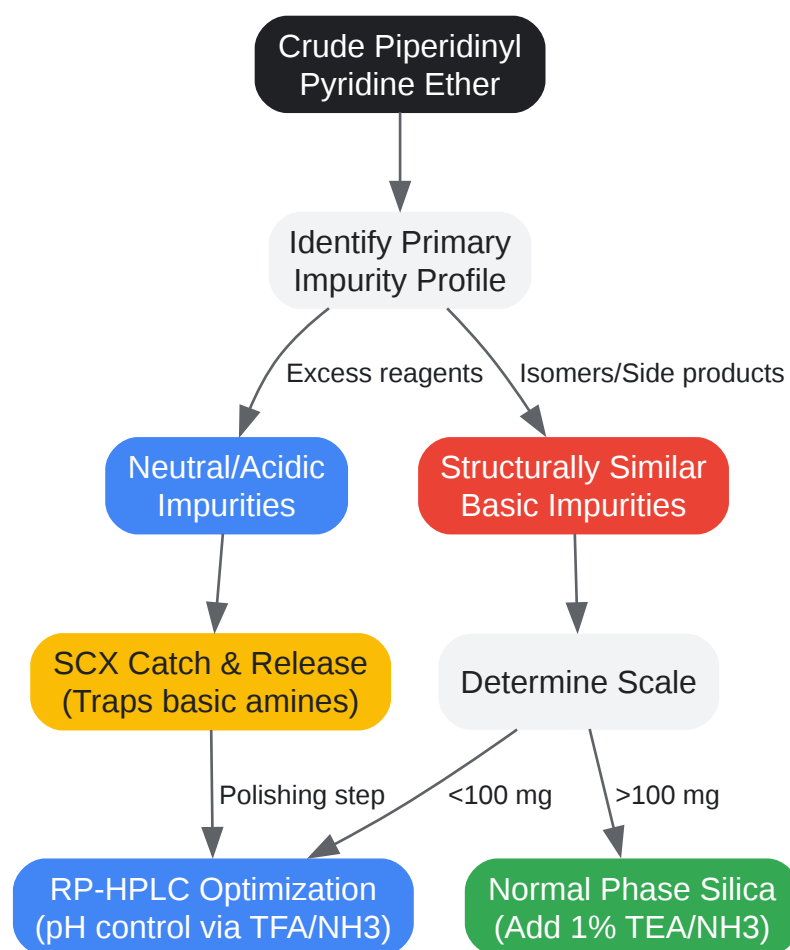 Crude Piperidinyl
Pyridine Ether
Identify Primary
Impurity Profile
Excess reagents
Isomers/Side products
Neutral/Acidic
Impurities
Structurally Similar
Basic Impurities
SCX Catch & Release
(Traps basic amines)
Determine Scale
Polishing step
<100 mg
>100 mg
RP-HPLC Optimization
(pH control via TFA/NH3)
Normal Phase Silica
(Add 1% TEA/NH3)